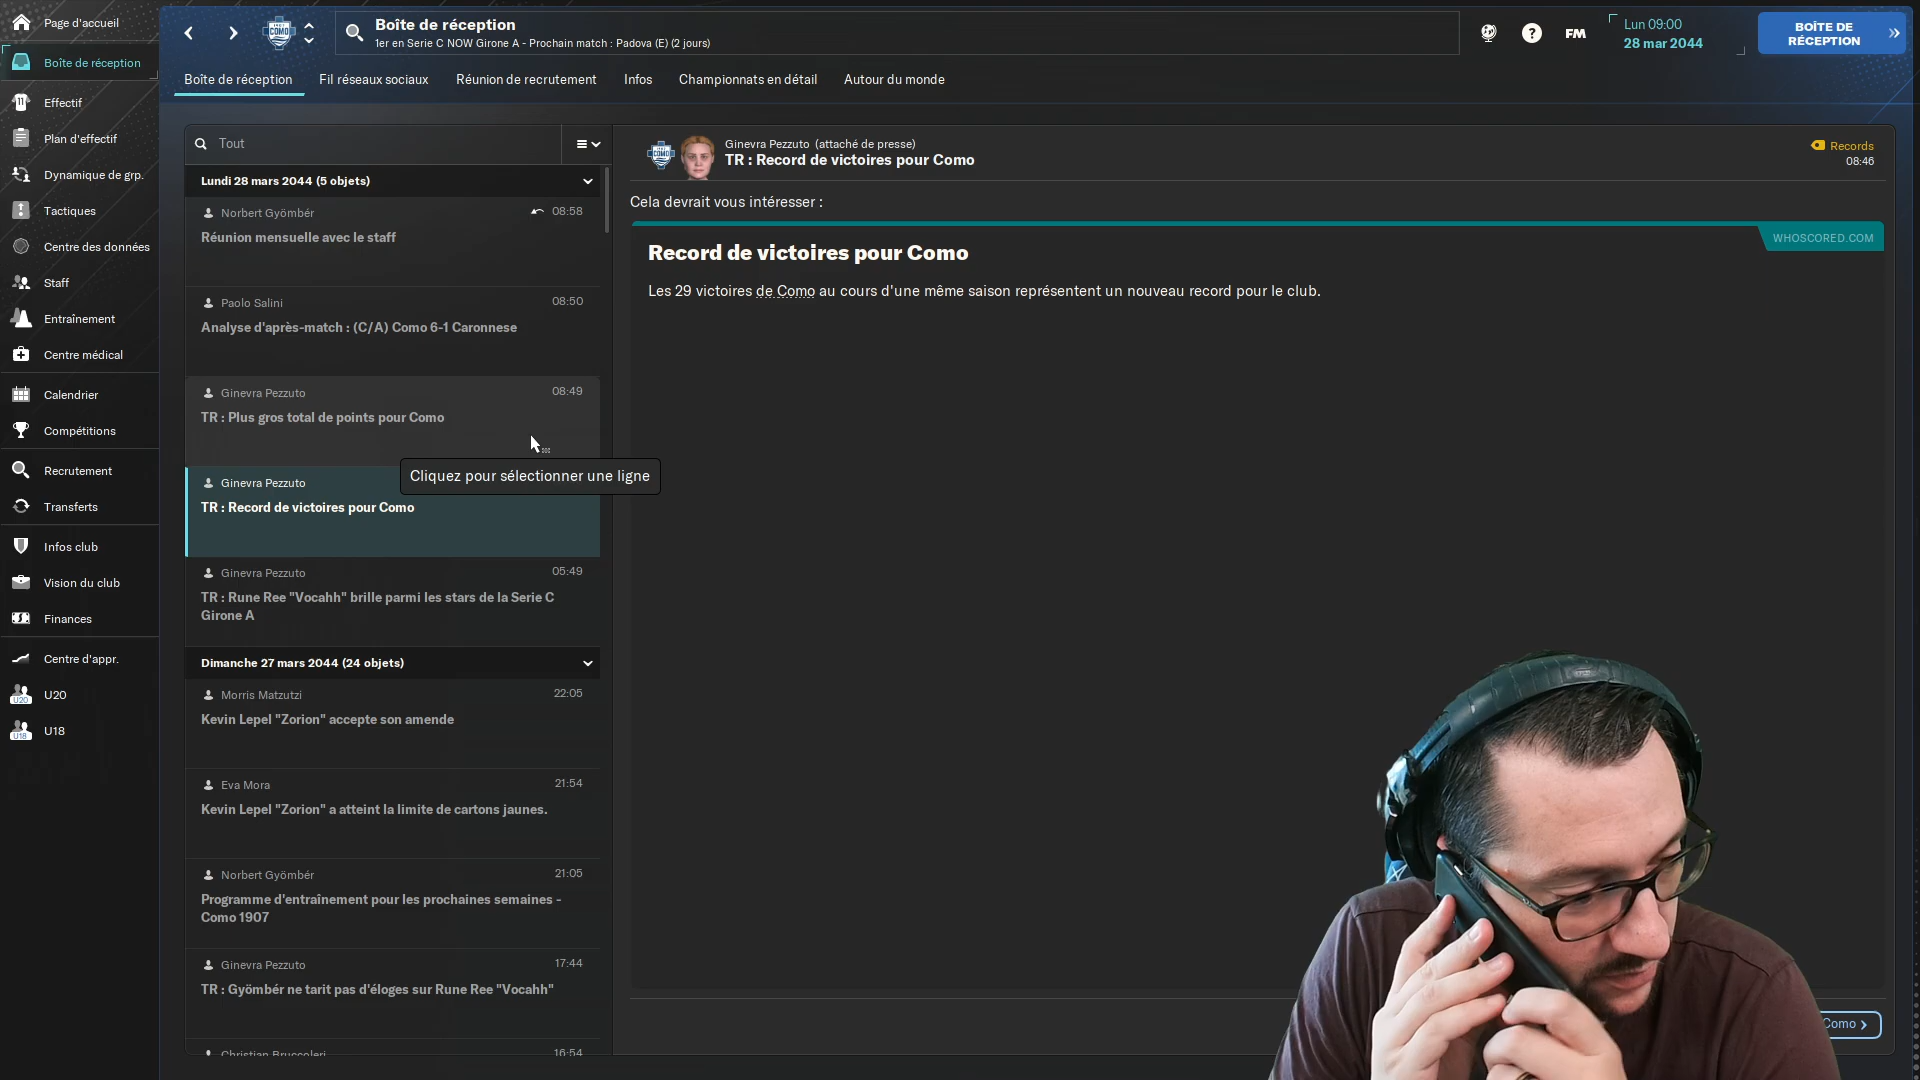 Page d'accueil
Boîte de réception
Effectif
Plan d'effectif
Dynamique de grp.
Tactiques
Centre des données
Staff
Entraînement
Centre médical
Calendrier
Compétitions
Recrutement
Transferts
Infos club
Vision du club
Finances
Centre d'appr.
U20
U20
U18
U18
COMO
Boîte de réception
1er en Serie C NOW Girone A - Prochain match : Padova (E) (2 jours)
FM
Lun 09:00
28 mar 2044
BOÎTE DE
RÉCEPTION
Boîte de réception
Fil réseaux sociaux
Réunion de recrutement
Infos
Championnats en détail
Autour du monde
Tout
Lundi 28 mars 2044 (5 objets)
Norbert Gyömbér 08:58
Réunion mensuelle avec le staff
Paolo Salini 08:50
Analyse d'après-match : (C/A) Como 6-1 Caronnese
Ginevra Pezzuto 08:49
TR : Plus gros total de points pour Como
Cliquez pour sélectionner une ligne
Ginevra Pezzuto
TR : Record de victoires pour Como
Ginevra Pezzuto 05:49
TR : Rune Ree "Vocahh" brille parmi les stars de la Serie C
Girone A
Dimanche 27 mars 2044 (24 objets)
Morris Matzutzi 22:05
Kevin Lepel "Zorion" accepte son amende
Eva Mora 21:54
Kevin Lepel "Zorion" a atteint la limite de cartons jaunes.
Norbert Gyömbér 21:05
Programme d'entraînement pour les prochaines semaines -
Como 1907
Ginevra Pezzuto 17:44
TR : Gyömbér ne tarit pas d'éloges sur Rune Ree "Vocahh"
Christian Bruccoleri 16:54
COMO
Ginevra Pezzuto (attaché de presse)
TR : Record de victoires pour Como
Records
08:46
Cela devrait vous intéresser :
WHOSCORED.COM
Record de victoires pour Como
Les 29 victoires de Como au cours d'une même saison représentent un nouveau record pour le club.
Como